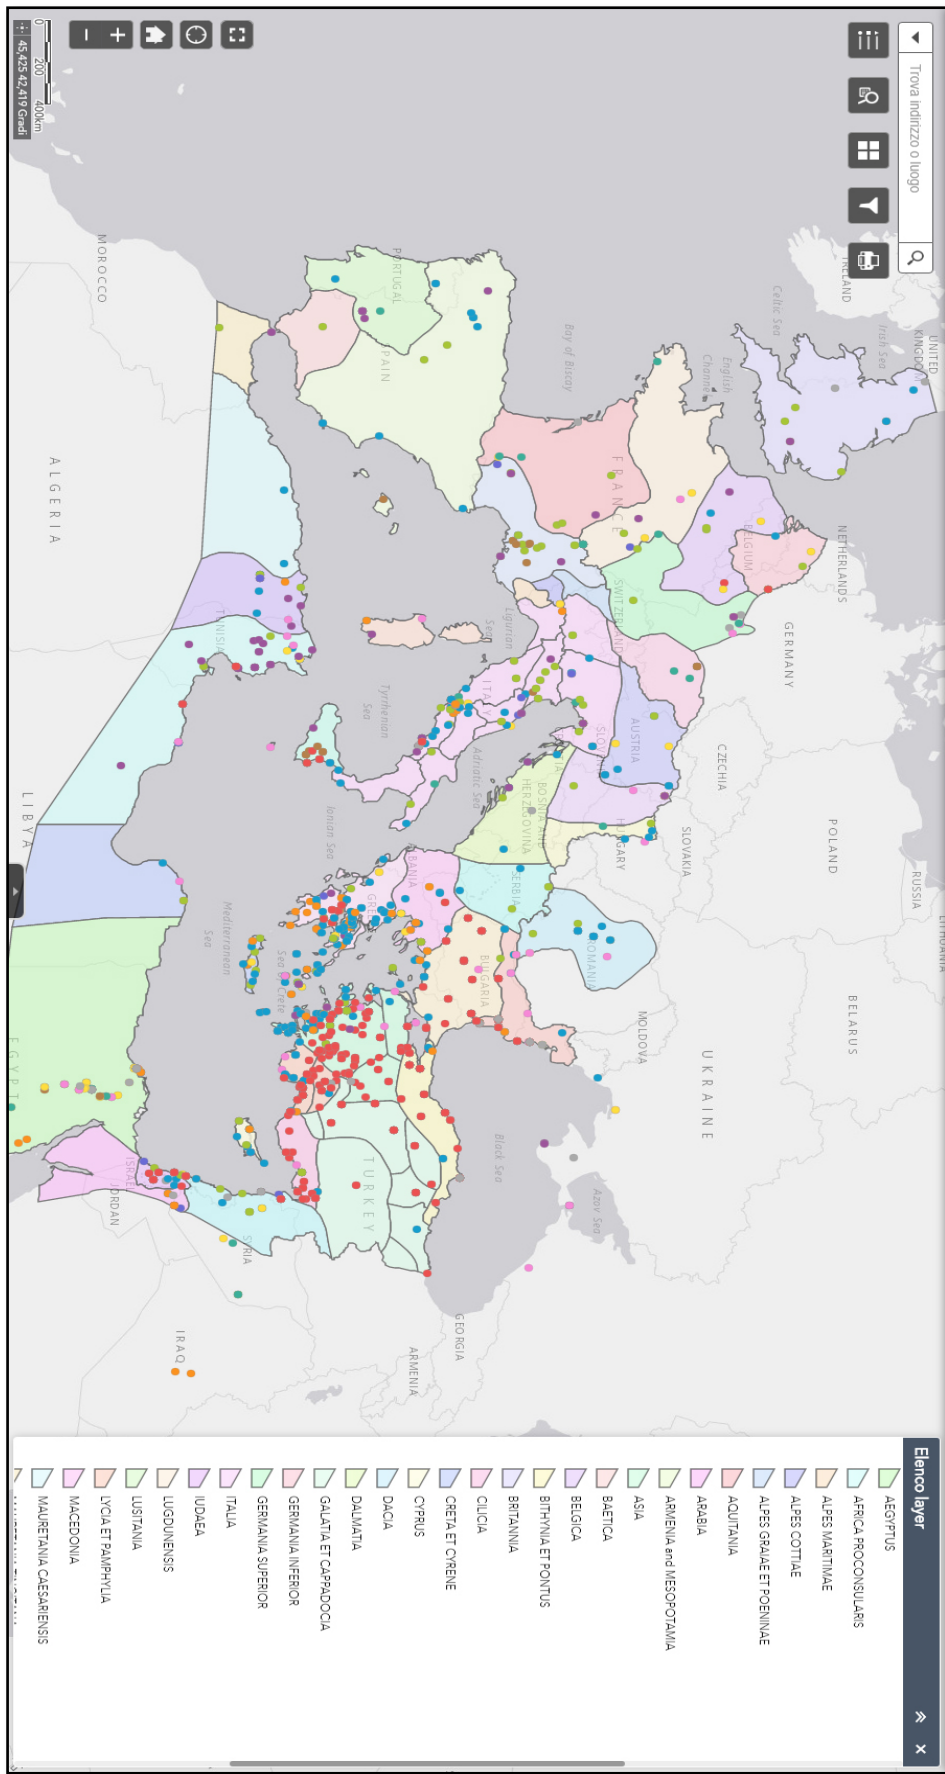 Trova indirizzo o luogo
IRELAND
UNITED
KINGDOM
Irish Sea
Celtic Sea
English
Channel
NETHERLANDS
BELGIUM
GERMANY
Bay of Biscay
FRANCE
SWITZERLAND
AUSTRIA
CZECHIA
POLAND
RUSSIA
LITHUANIA
BELARUS
SLOVAKIA
HUNGARY
UKRAINE
MOLDOVA
ROMANIA
BOSNIA AND
HERZEGOVINA
SERBIA
BULGARIA
Ligurian
Sea
ITALY
Adriatic Sea
Tyrrhenian
Sea
Ionian Sea
Black Sea
Azov Sea
GEORGIA
ARMENIA
TURKEY
PORTUGAL
PAIN
MOROCCO
ALGERIA
TUNISIA
LIBYA
Mediterranean
Sea
Sea of Crete
EGYPT
ISRAEL
JORDAN
SYRIA
IRAQ
0 200 400km
45,425 42,419 Gradi
Elenco layer
AEGYPTUS
AFRICA PROCONSULARIS
ALPES MARITIMAE
ALPES COTTIAE
ALPES GRAIAE ET POENINAE
AQUITANIA
ARABIA
ARMENIA and MESOPOTAMIA
ASIA
BAETICA
BELGICA
BITHYNIA ET PONTUS
BRITANNIA
CILICIA
CRETA ET CYRENE
CYPRUS
DACIA
DALMATIA
GALATIA ET CAPPADOCIA
GERMANIA INFERIOR
GERMANIA SUPERIOR
ITALIA
IUDAEA
LUGDUNENSIS
LUSITANIA
LYCIA ET PAMPHYLIA
MACEDONIA
MAURETANIA CAESARIENSIS